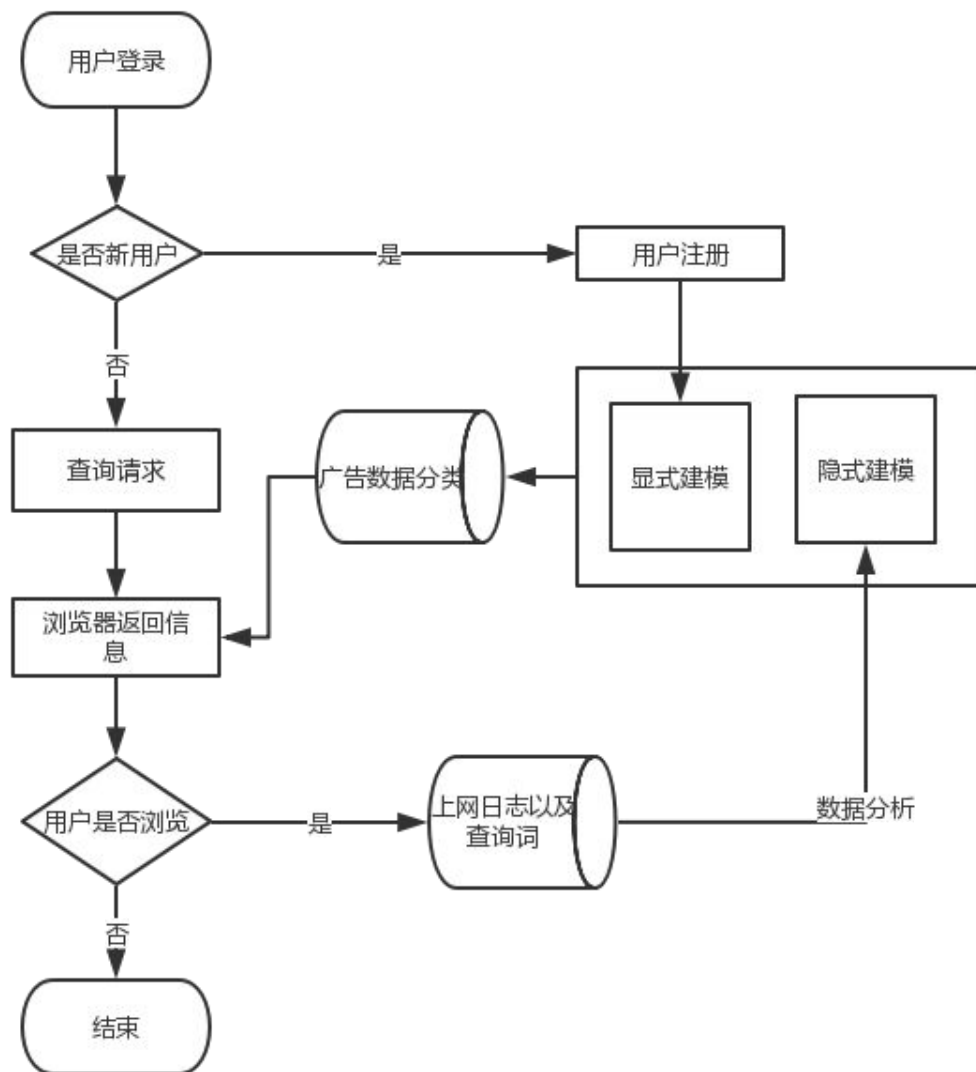 用户登录
是否新用户
是
用户注册
否
查询请求
广告数据分类
显式建模
隐式建模
浏览器返回信
息
用户是否浏览
是
上网日志以及
查询词
数据分析
否
结束